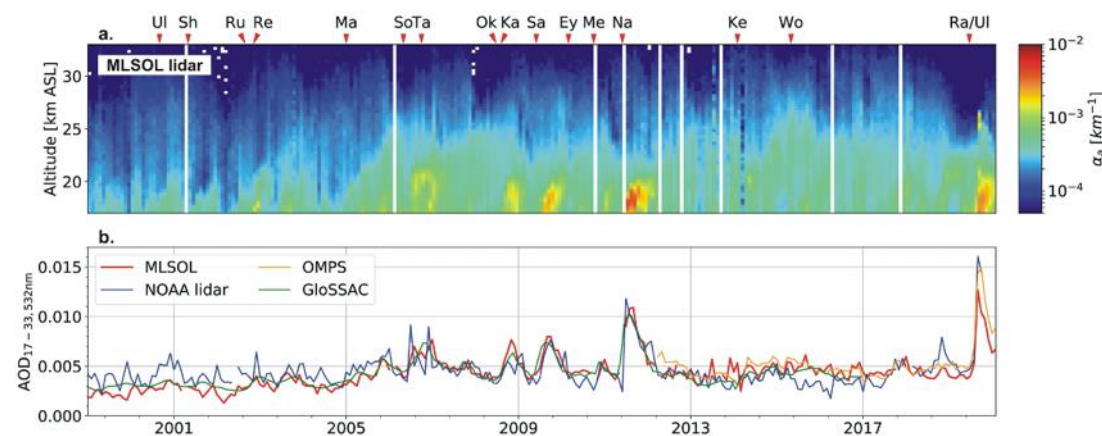 Ul Sh Ru Re Ma SoTa Ok Ka Sa Ey Me Na Ke Wo Ra/Ul
a.
MLSOL lidar
Altitude [km ASL]
30
25
20
10⁻²
10⁻³
10⁻⁴
αₐ [km⁻¹]
b.
MLSOL
NOAA lidar
OMPS
GloSSAC
AOD₁₇₋₃₃,₅₃₂ₙₘ
0.015
0.010
0.005
0.000
2001 2005 2009 2013 2017